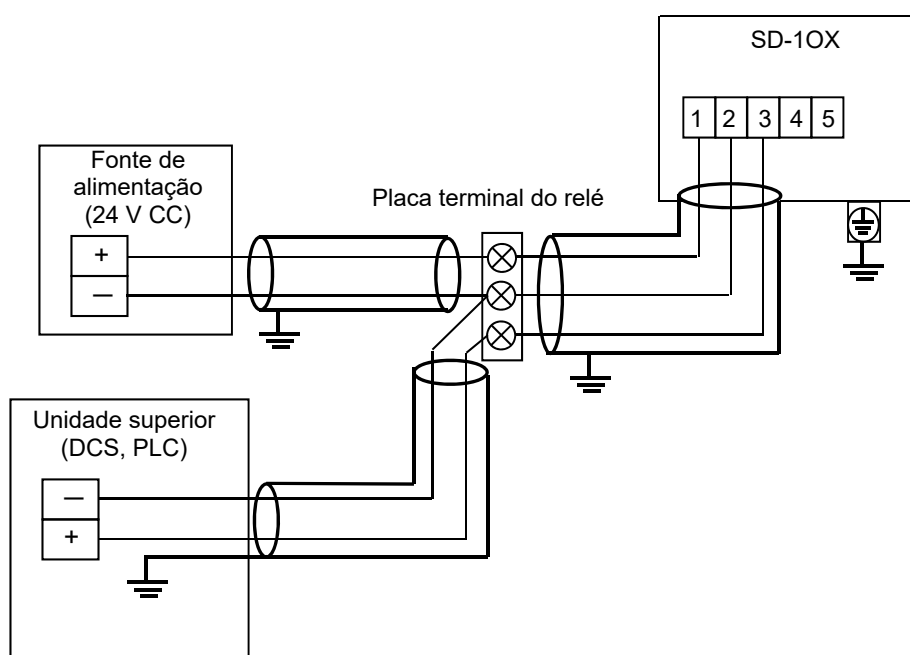 SD-1OX
1 2 3 4 5
Fonte de
alimentação
(24 V CC)
+
—
Placa terminal do relé
Unidade superior
(DCS, PLC)
—
+